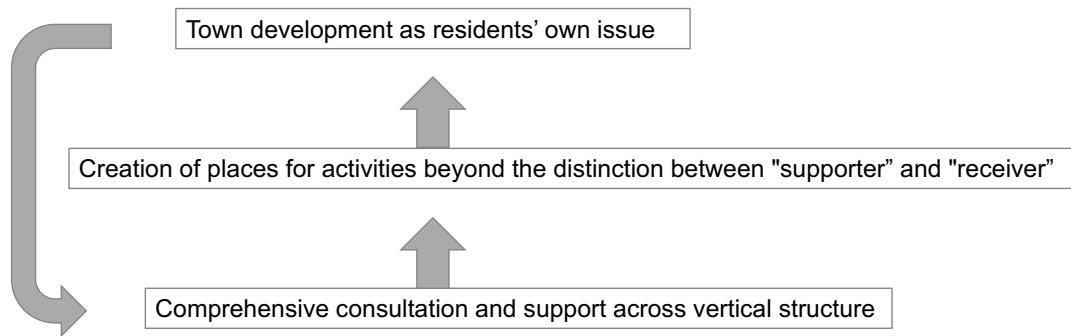 Town development as residents’ own issue
Creation of places for activities beyond the distinction between "supporter” and "receiver”
Comprehensive consultation and support across vertical structure